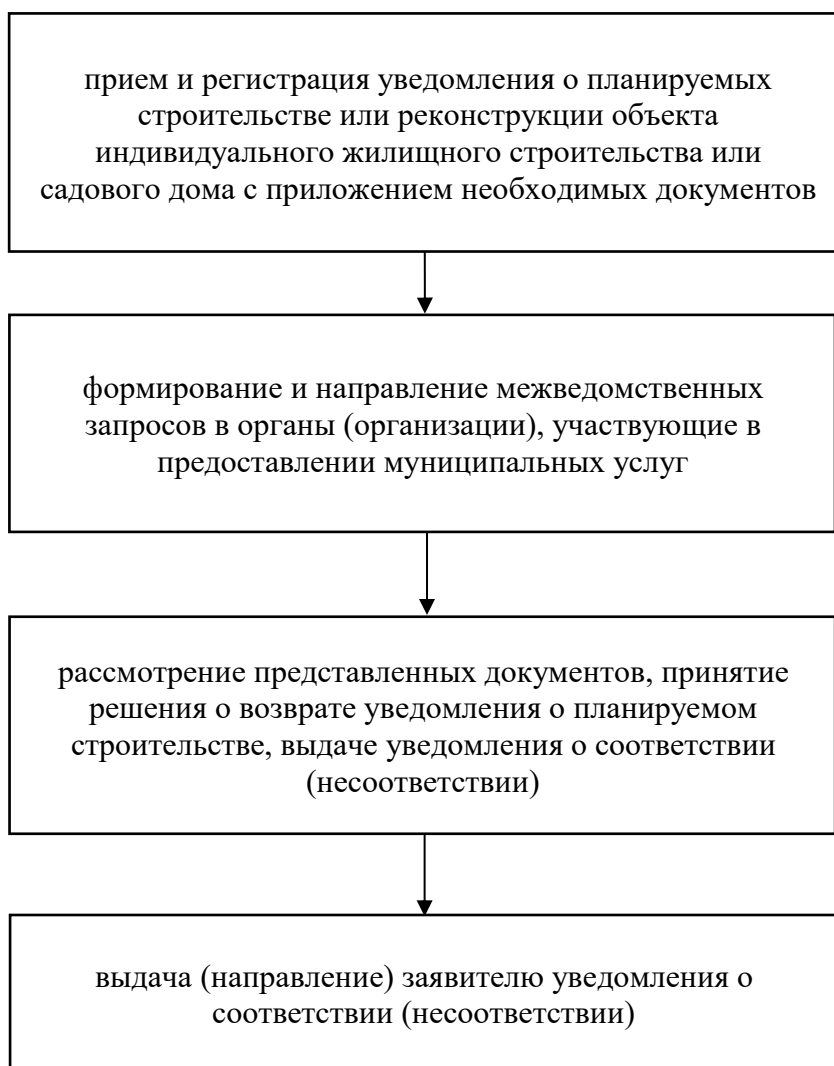 прием и регистрация уведомления о планируемых
строительстве или реконструкции объекта
индивидуального жилищного строительства или
садового дома с приложением необходимых документов
формирование и направление межведомственных
запросов в органы (организации), участвующие в
предоставлении муниципальных услуг
рассмотрение представленных документов, принятие
решения о возврате уведомления о планируемом
строительстве, выдаче уведомления о соответствии
(несоответствии)
выдача (направление) заявителю уведомления о
соответствии (несоответствии)